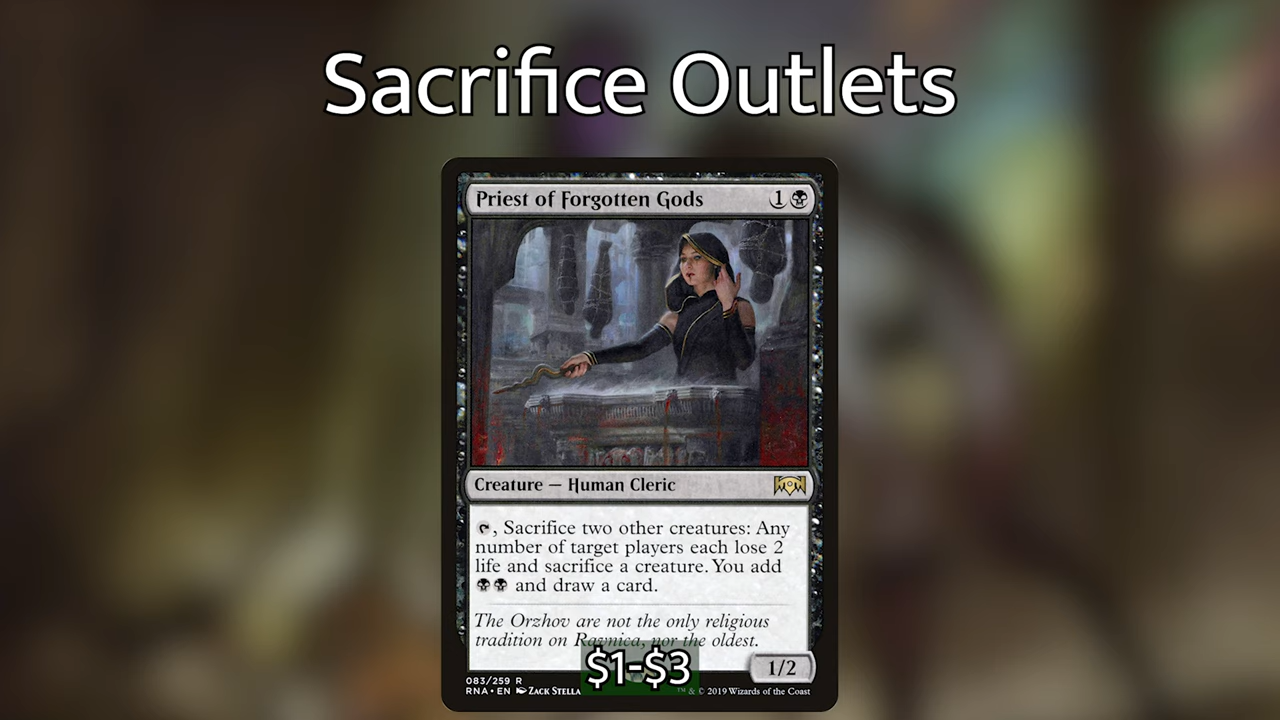 Sacrifice Outlets
Priest of Forgotten Gods 1
Creature — Human Cleric
, Sacrifice two other creatures: Any
number of target players each lose 2
life and sacrifice a creature. You add
and draw a card.
The Orzhov are not the only religious
tradition on Ravnica, nor the oldest.
$1-$3
1/2
083/259 R
RNA • EN ZACK STELLA
™ & © 2019 Wizards of the Coast